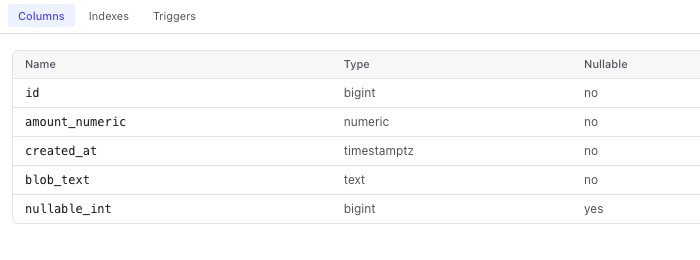 Columns Indexes Triggers
Name Type Nullable
id bigint no
amount_numeric numeric no
created_at timestamptz no
blob_text text no
nullable_int bigint yes